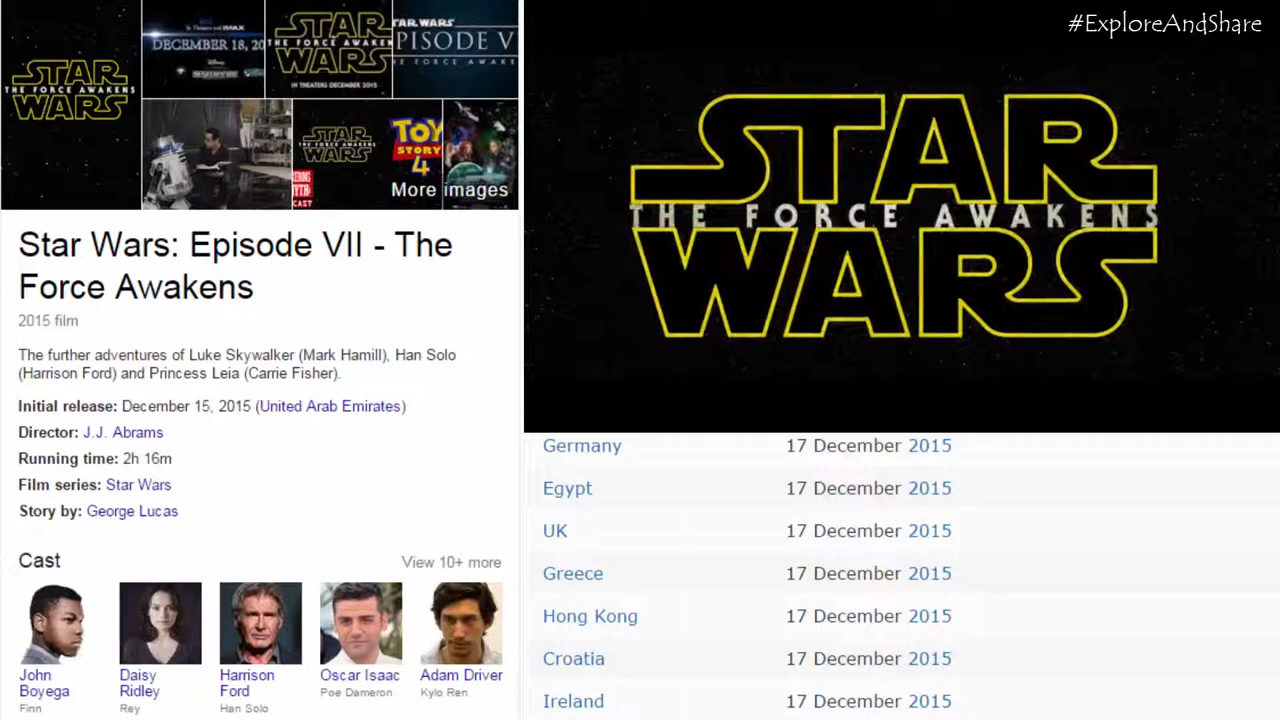 #ExploreAndShare
STAR
THE FORCE AWAKENS
WARS
DECEMBER 18, 20
STAR
THE FORCE AWAKEN
WARS
IN THEATERS DECEMBER 2015
STAR WARS
PISODE V
HE FORCE AWAKE
STAR
THE FORCE AWAKENS
WARS
TOY
STORY
4
CAST
More images
Star Wars: Episode VII - The
Force Awakens
2015 film
The further adventures of Luke Skywalker (Mark Hamill), Han Solo
(Harrison Ford) and Princess Leia (Carrie Fisher).
Initial release: December 15, 2015 (United Arab Emirates)
Director: J.J. Abrams
Running time: 2h 16m
Film series: Star Wars
Story by: George Lucas
Cast
View 10+ more
John
Boyega
Finn
Daisy
Ridley
Rey
Harrison
Ford
Han Solo
Oscar Isaac
Poe Dameron
Adam Driver
Kylo Ren
STAR
THE FORCE AWAKENS
WARS
Germany 17 December 2015
Egypt 17 December 2015
UK 17 December 2015
Greece 17 December 2015
Hong Kong 17 December 2015
Croatia 17 December 2015
Ireland 17 December 2015